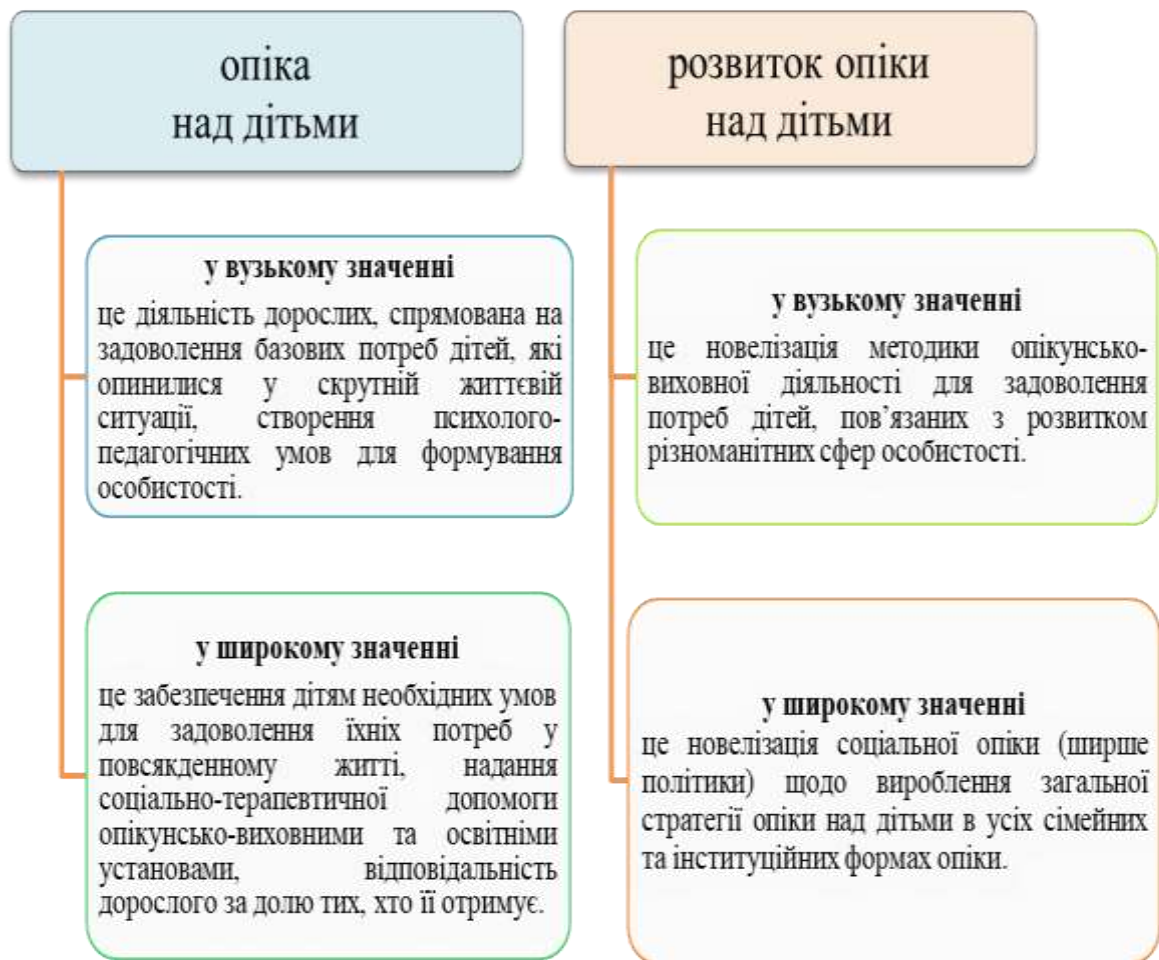 опіка
над дітьми
у вузькому значенні
це діяльність дорослих, спрямована на
задоволення базових потреб дітей, які
опинилися у скрутній життєвій
ситуації, створення психолого-
педагогічних умов для формування
особистості.
у широкому значенні
це забезпечення дітям необхідних умов
для задоволення їхніх потреб у
повсякденному житті, надання
соціально-терапевтичної допомоги
опікунсько-виховними та освітніми
установами, відповідальність
дорослого за долю тих, хто її отримує.
розвиток опіки
над дітьми
у вузькому значенні
це новелізація методики опікунсько-
виховної діяльності для задоволення
потреб дітей, пов’язаних з розвитком
різноманітних сфер особистості.
у широкому значенні
це новелізація соціальної опіки (ширше
політики) щодо вироблення загальної
стратегії опіки над дітьми в усіх сімейних
та інституційних формах опіки.